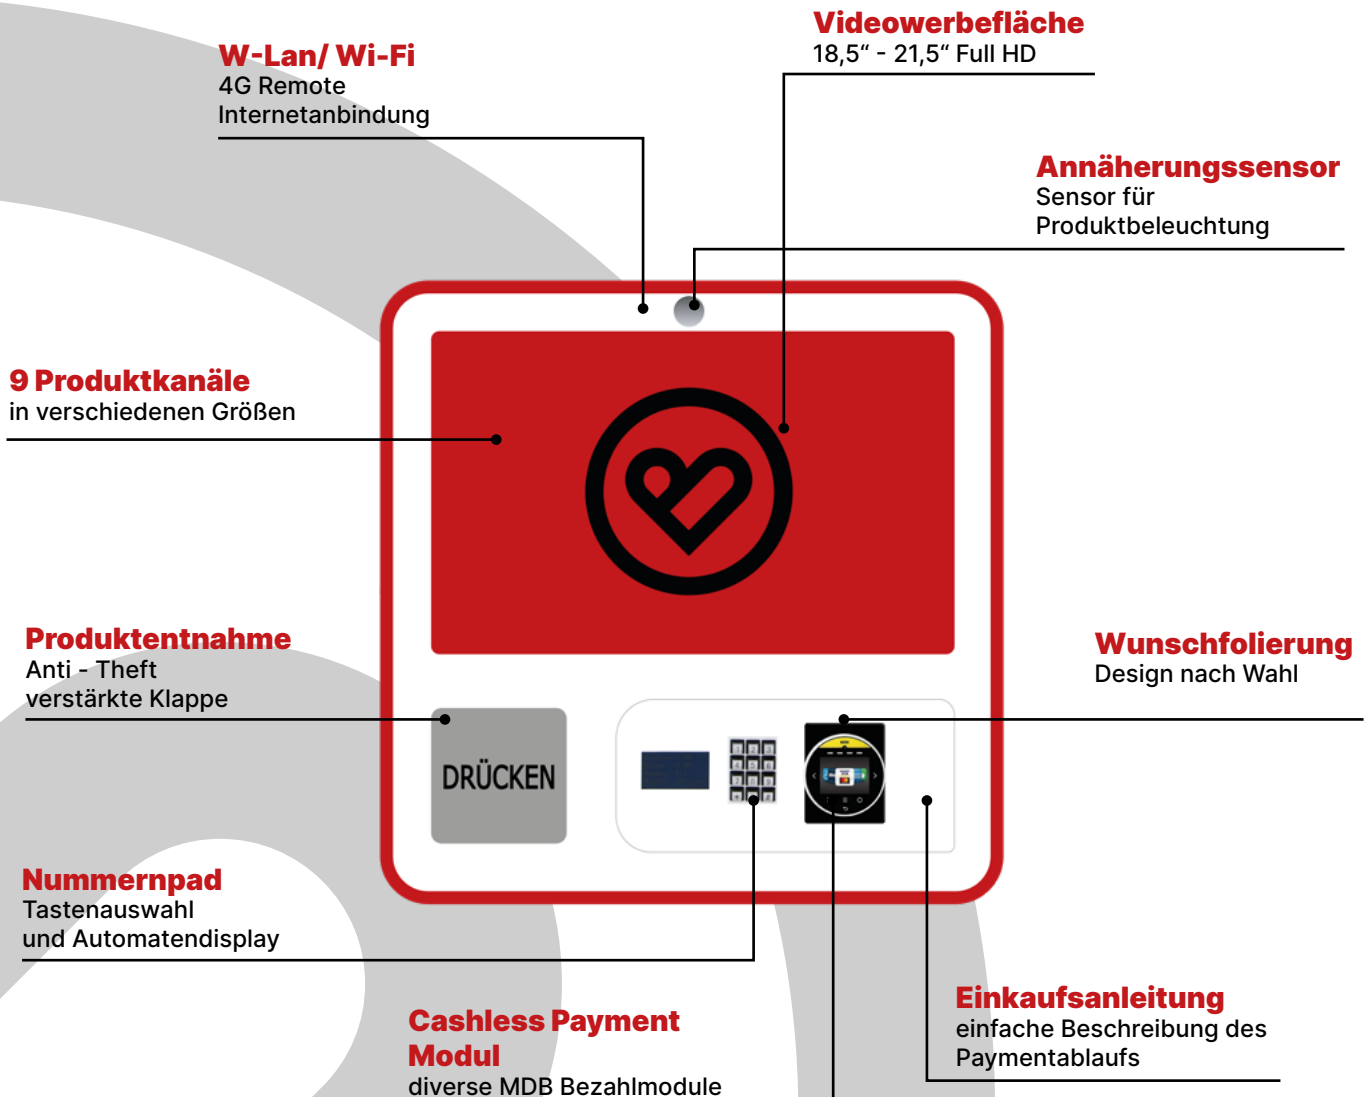 Videowerbefläche
18,5“ - 21,5“ Full HD
W-Lan/ Wi-Fi
4G Remote
Internetanbindung
Annäherungssensor
Sensor für
Produktbeleuchtung
9 Produktkanäle
in verschiedenen Größen
Produktentnahme
Anti - Theft
verstärkte Klappe
Wunschfolierung
Design nach Wahl
DRÜCKEN
Nummernpad
Tastenauswahl
und Automatendisplay
Einkaufsanleitung
einfache Beschreibung des
Paymentablaufs
Cashless Payment
Modul
diverse MDB Bezahlmodule